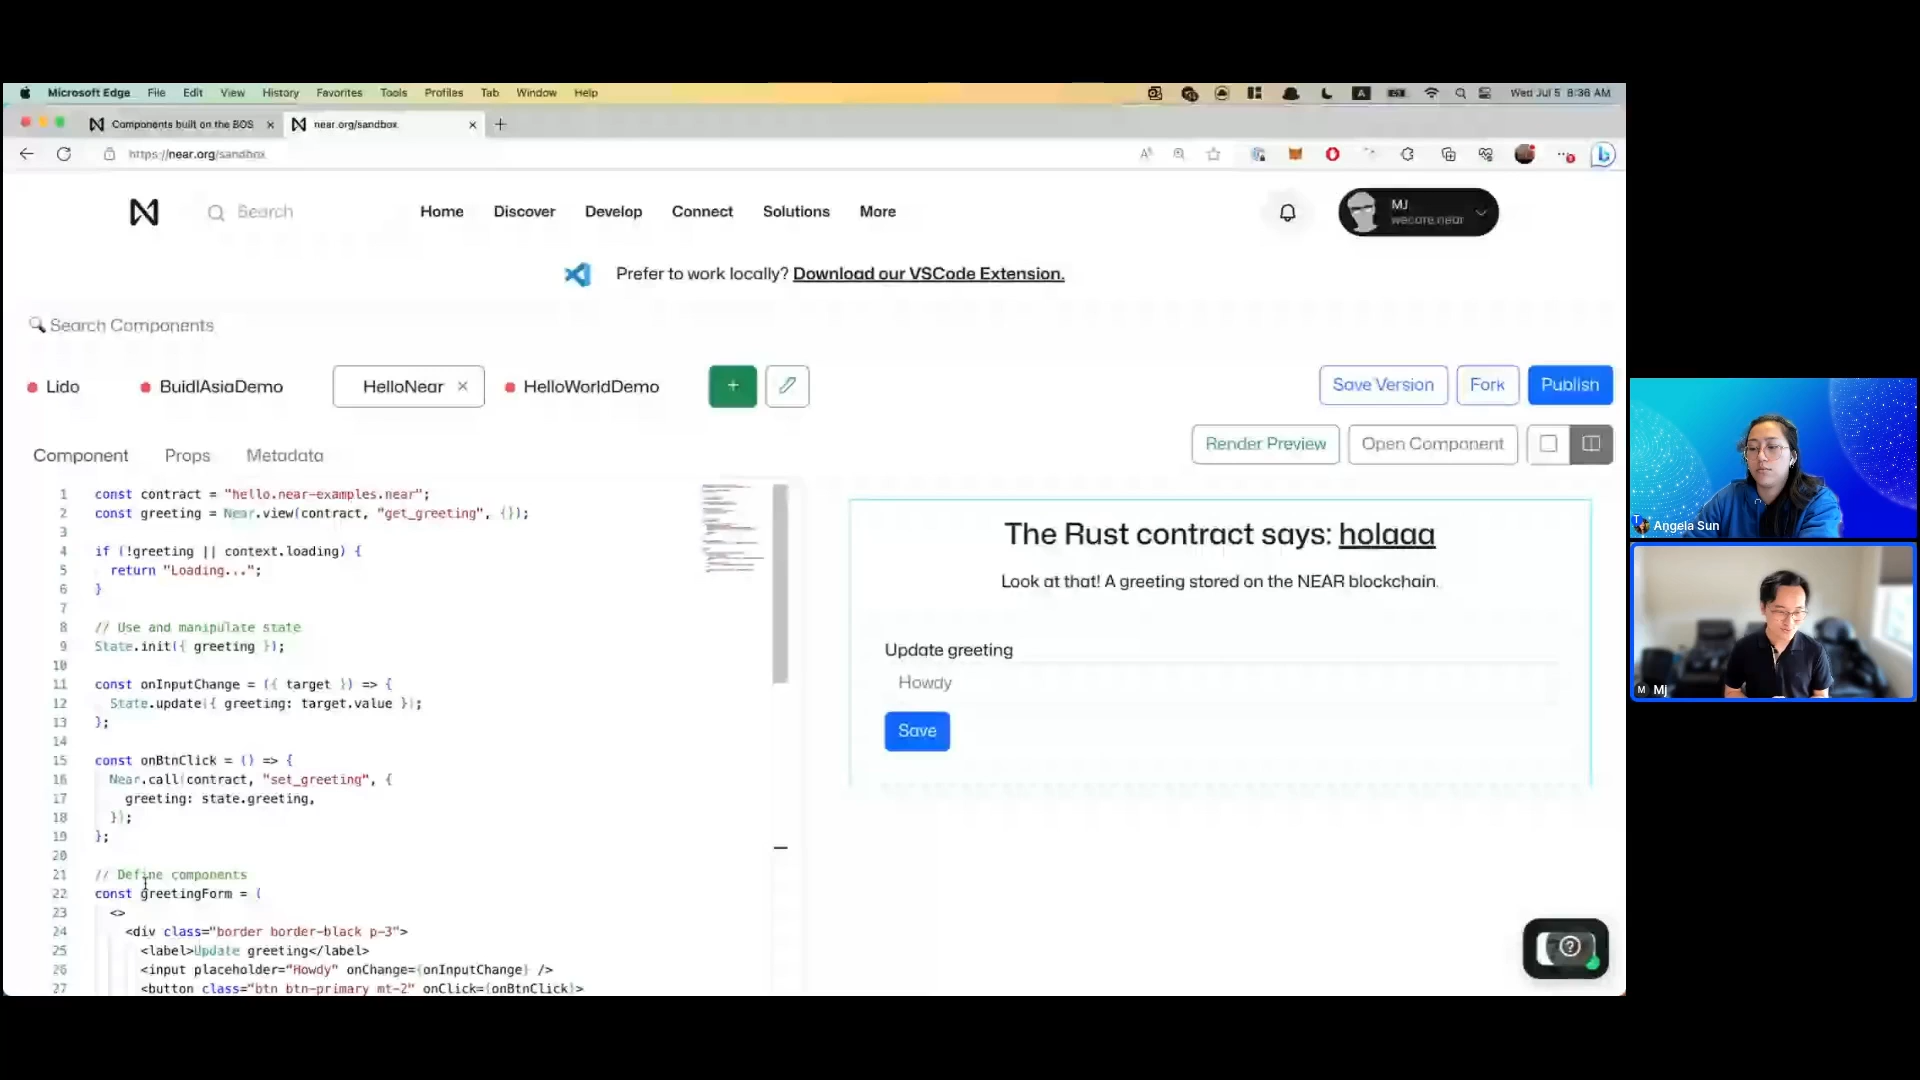 Microsoft Edge File Edit View History Favorites Tools Profiles Tab Window Help Wed Jul 5 8:36 AM
Components built on the BOS near.org/sandbox
https://near.org/sandbox
Search Home Discover Develop Connect Solutions More MJ
wecare.near
Prefer to work locally? Download our VSCode Extension.
Search Components
Lido BuidlAsiaDemo HelloNear HelloWorldDemo + Save Version Fork Publish
Render Preview Open Component
Component Props Metadata
1 const contract = "hello.near-examples.near";
2 const greeting = Near.view(contract, "get_greeting", {});
3
4 if (!greeting || context.loading) {
5 return "Loading...";
6 }
7
8 // Use and manipulate state
9 State.init({ greeting });
10
11 const onInputChange = ({ target }) => {
12 State.update({ greeting: target.value });
13 };
14
15 const onBtnClick = () => {
16 Near.call(contract, "set_greeting", {
17 greeting: state.greeting,
18 });
19 };
20
21 // Define components
22 const greetingForm = (
23 <>
24 <div class="border border-black p-3">
25 <label>Update greeting</label>
26 <input placeholder="Howdy" onChange={onInputChange} />
27 <button class="btn btn-primary mt-2" onClick={onBtnClick}>
The Rust contract says: holaaa
Look at that! A greeting stored on the NEAR blockchain.
Update greeting
Howdy
Save
Angela Sun
M Mj